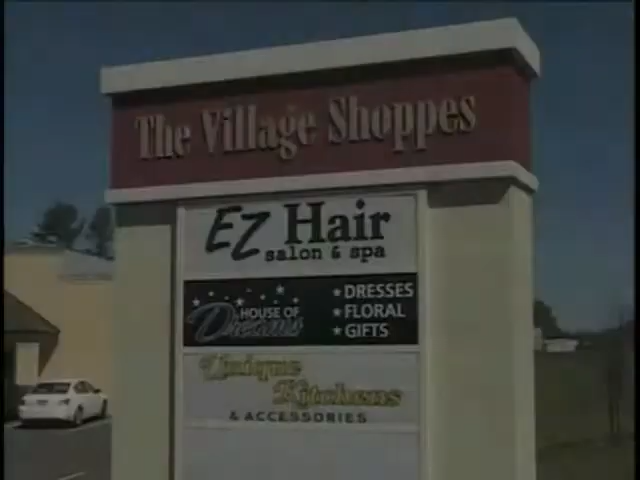 The Village Shoppes
EZ Hair
salon & spa
HOUSE OF
Dreams
★ DRESSES
★ FLORAL
★ GIFTS
Unique
Kitchens
& ACCESSORIES